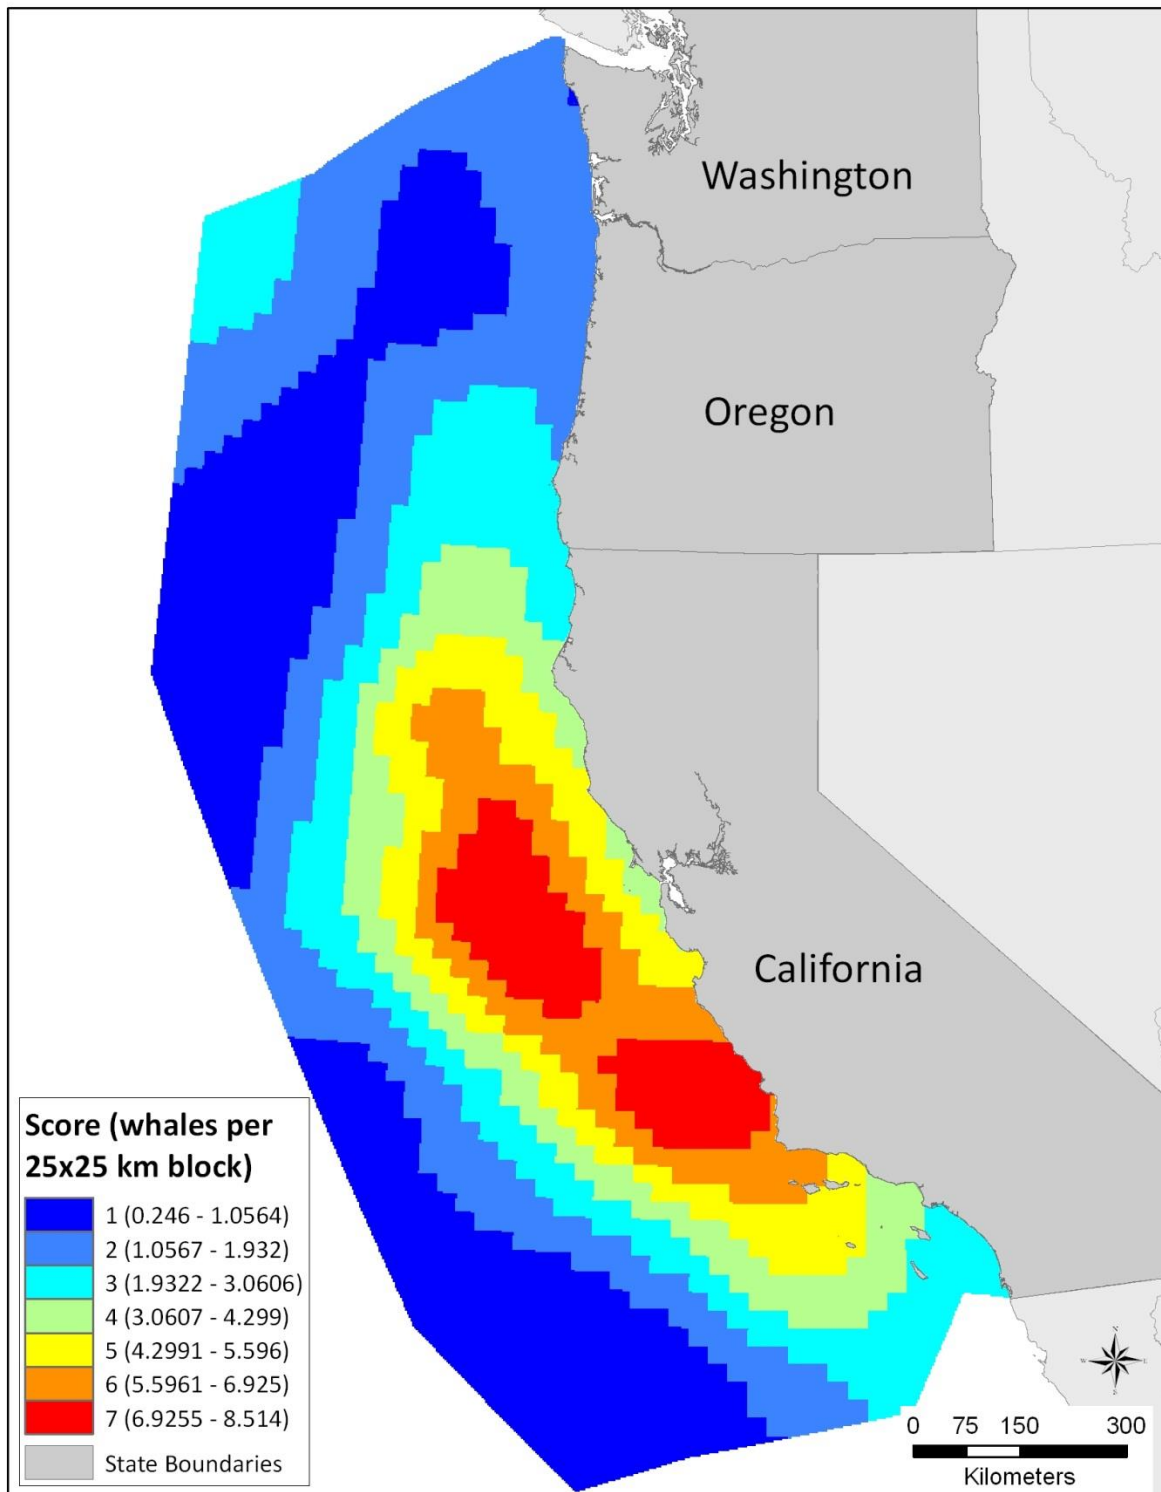 Washington
Oregon
California
Score (whales per
25x25 km block)
1 (0.246 - 1.0564)
2 (1.0567 - 1.932)
3 (1.9322 - 3.0606)
4 (3.0607 - 4.299)
5 (4.2991 - 5.596)
6 (5.5961 - 6.925)
7 (6.9255 - 8.514)
State Boundaries
N
W E
S
0 75 150 300
Kilometers